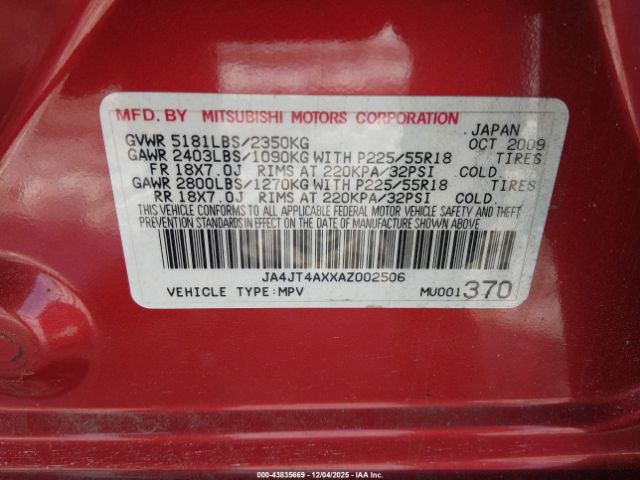 MFD. BY MITSUBISHI MOTORS CORPORATION
JAPAN
GVWR 5181LBS/2350KG OCT 2009
GAWR 2403LBS/1090KG WITH P225/55R18 TIRES
FR 18X7.0J RIMS AT 220KPA/32PSI COLD.
GAWR 2800LBS/1270KG WITH P225/55R18 TIRES
RR 18X7.0J RIMS AT 220KPA/32PSI COLD.
THIS VEHICLE CONFORMS TO ALL APPLICABLE FEDERAL MOTOR VEHICLE SAFETY AND THEFT
PREVENTION STANDARDS IN EFFECT ON THE DATE OF MANUFACTURE SHOWN ABOVE.
JA4JT4AXXAZ002506
VEHICLE TYPE:MPV MU001370
000-43835669 - 12/04/2025 - IAA Inc.